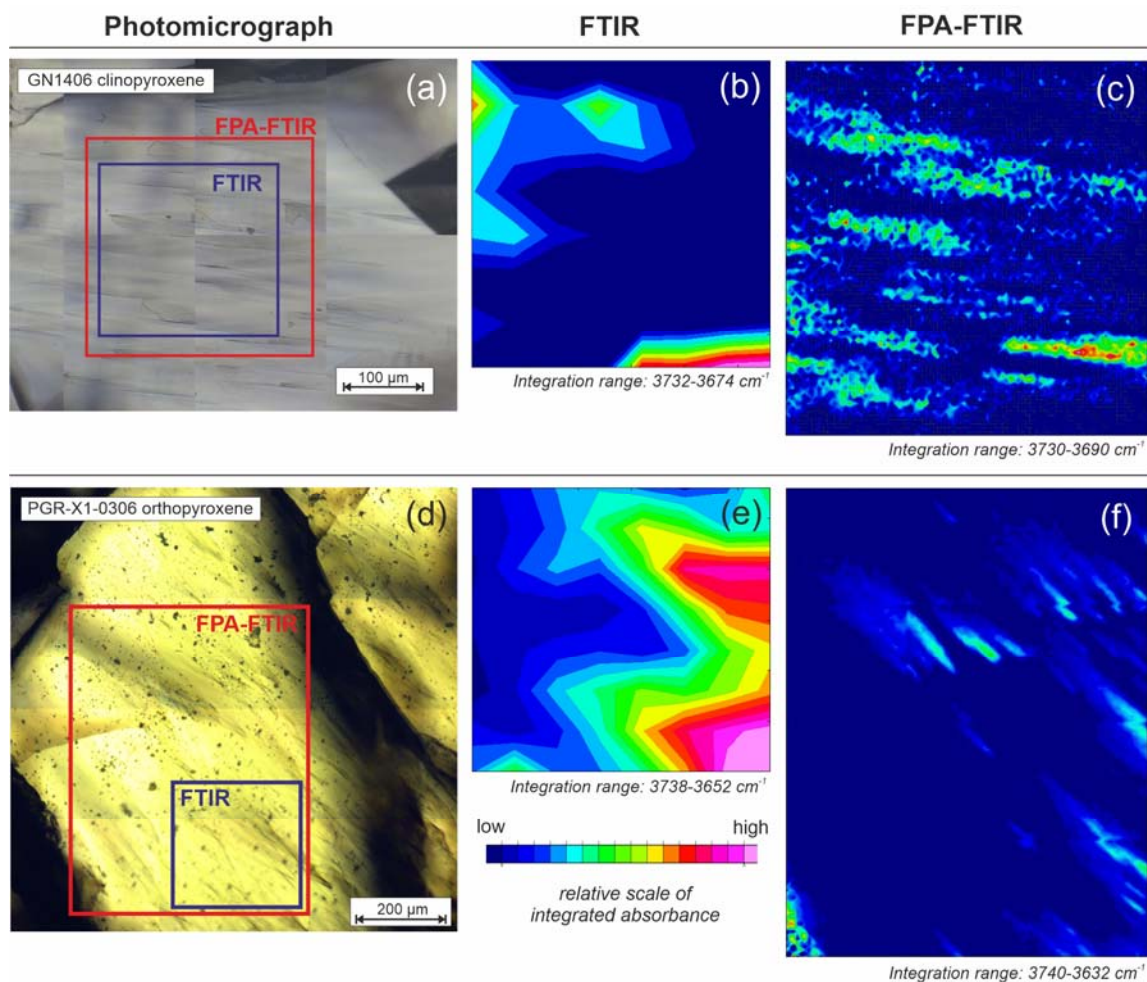 Photomicrograph
FTIR
FPA-FTIR
GN1406 clinopyroxene
(a)
FPA-FTIR
FTIR
100 µm
(b)
Integration range: 3732-3674 cm⁻¹
(c)
Integration range: 3730-3690 cm⁻¹
PGR-X1-0306 orthopyroxene
(d)
FPA-FTIR
FTIR
200 µm
(e)
Integration range: 3738-3652 cm⁻¹
low high
relative scale of
integrated absorbance
(f)
Integration range: 3740-3632 cm⁻¹